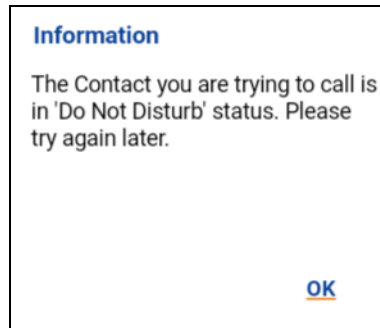 Information
The Contact you are trying to call is
in 'Do Not Disturb' status. Please
try again later.
OK